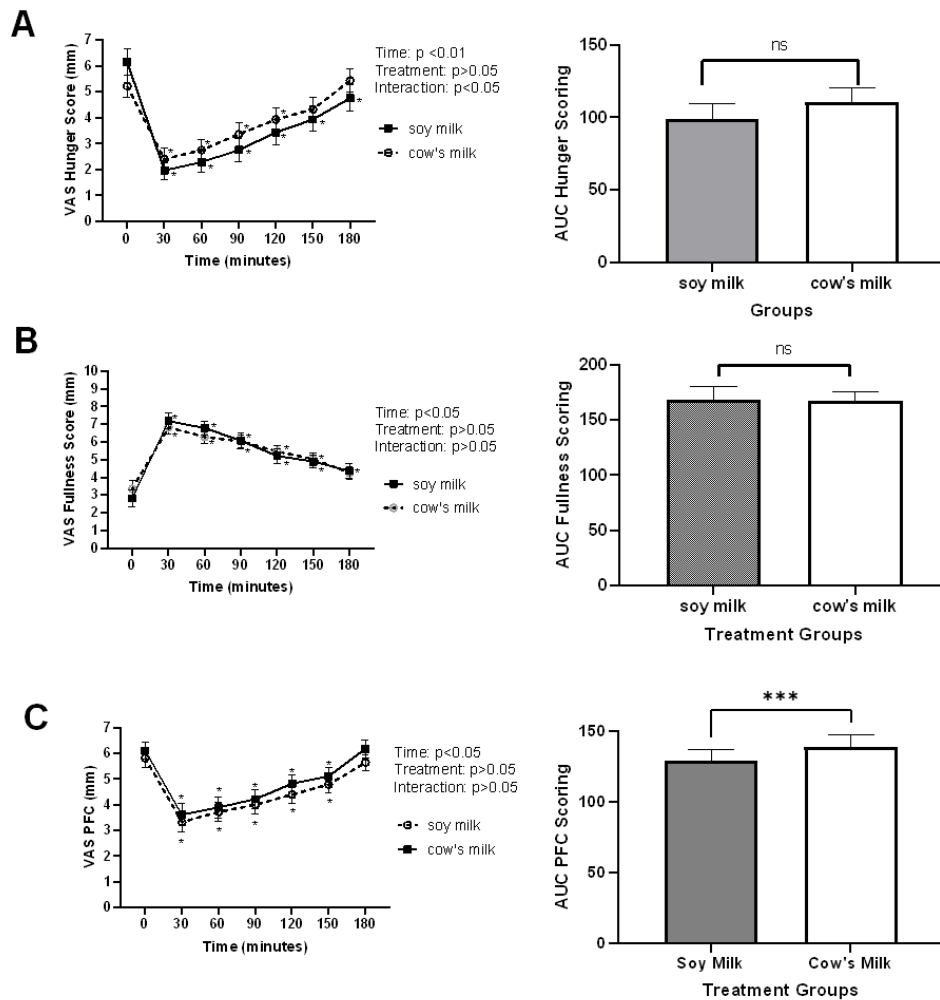 A
VAS Hunger Score (mm)
7
6
5
4
3
2
1
0
0 30 60 90 120 150 180
Time (minutes)
Time: p <0.01
Treatment: p>0.05
Interaction: p<0.05
soy milk
cow's milk
AUC Hunger Scoring
150
100
50
0
ns
soy milk cow's milk
Groups
B
VAS Fullness Score (mm)
10
9
8
7
6
5
4
3
2
1
0
0 30 60 90 120 150 180
Time (minutes)
Time: p<0.05
Treatment: p>0.05
Interaction: p>0.05
soy milk
cow's milk
AUC Fullness Scoring
200
150
100
50
0
ns
soy milk cow's milk
Treatment Groups
C
VAS PFC (mm)
7
6
5
4
3
2
1
0
0 30 60 90 120 150 180
Time (minutes)
Time: p<0.05
Treatment: p>0.05
Interaction: p>0.05
soy milk
cow's milk
AUC PFC Scoring
150
100
50
0
***
Soy Milk Cow's Milk
Treatment Groups